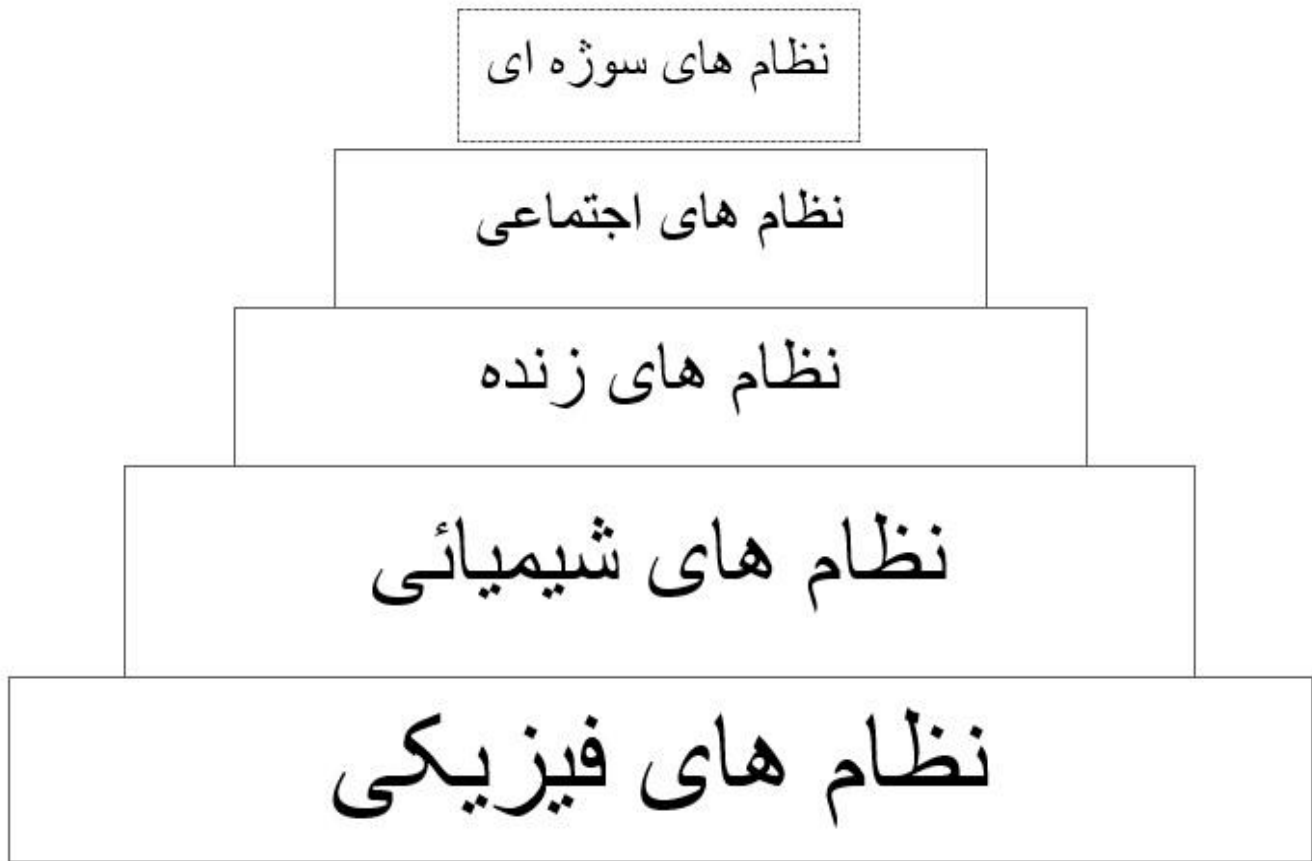 نظام های سوژه ای
نظام های اجتماعی
نظام های زنده
نظام های شیمیائی
نظام های فیزیکی